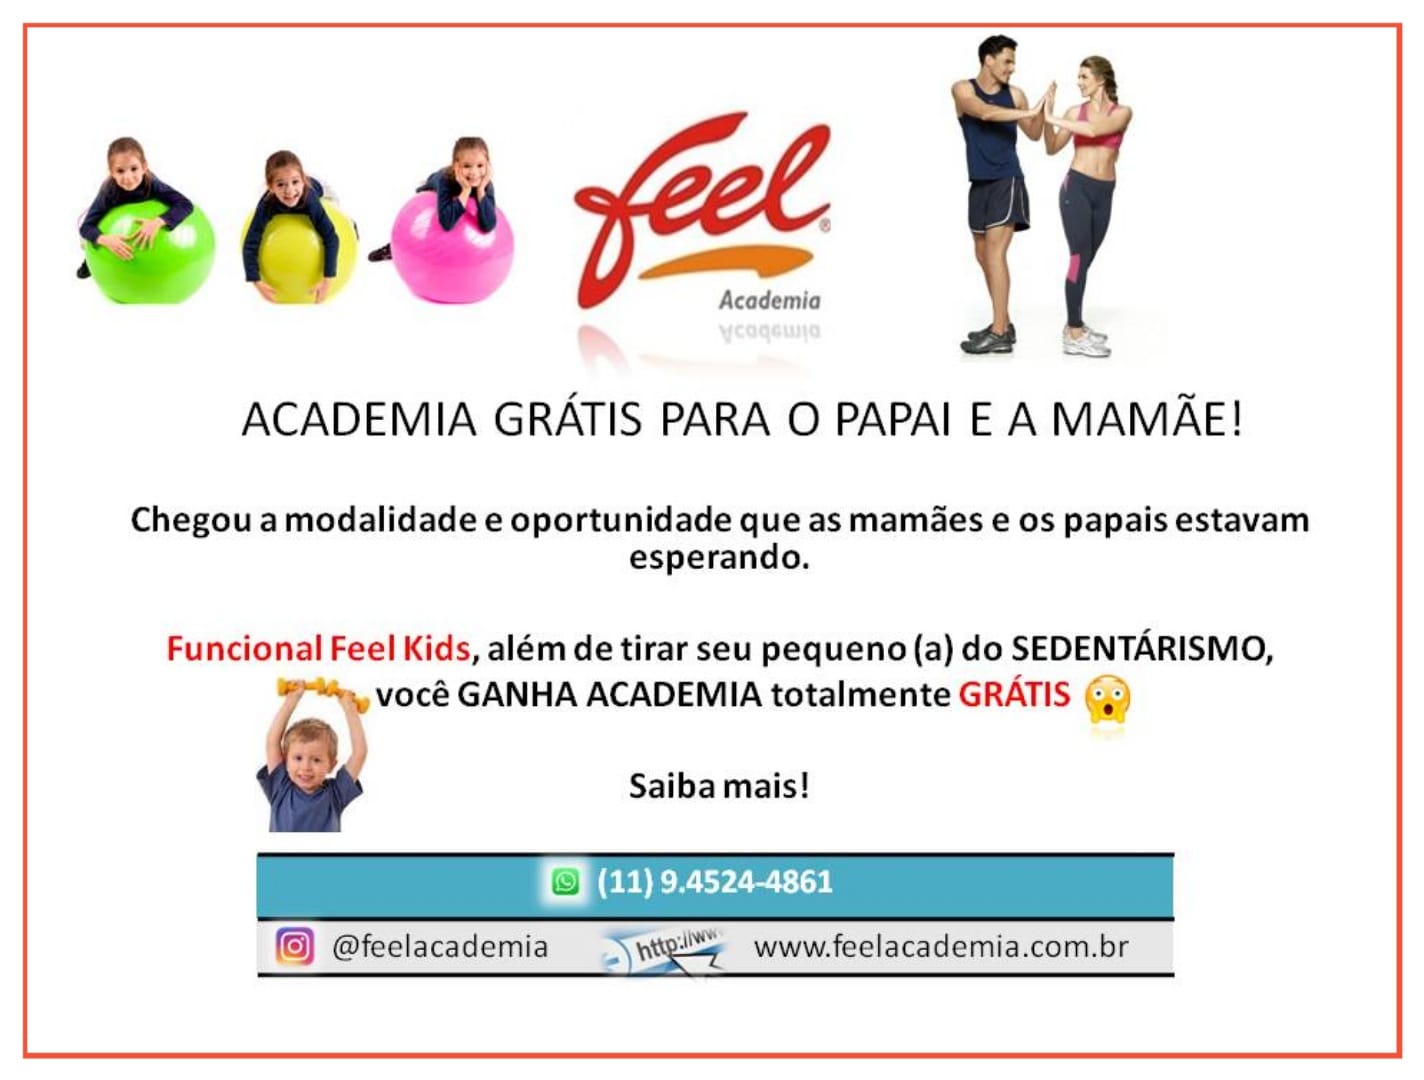 feel®
Academia
ACADEMIA GRÁTIS PARA O PAPAI E A MAMÃE!
Chegou a modalidade e oportunidade que as mamães e os papais estavam
esperando.
Funcional Feel Kids, além de tirar seu pequeno (a) do SEDENTÁRISMO,
você GANHA ACADEMIA totalmente GRÁTIS
Saiba mais!
(11) 9.4524-4861
@feelacademia
http://ww
www.feelacademia.com.br